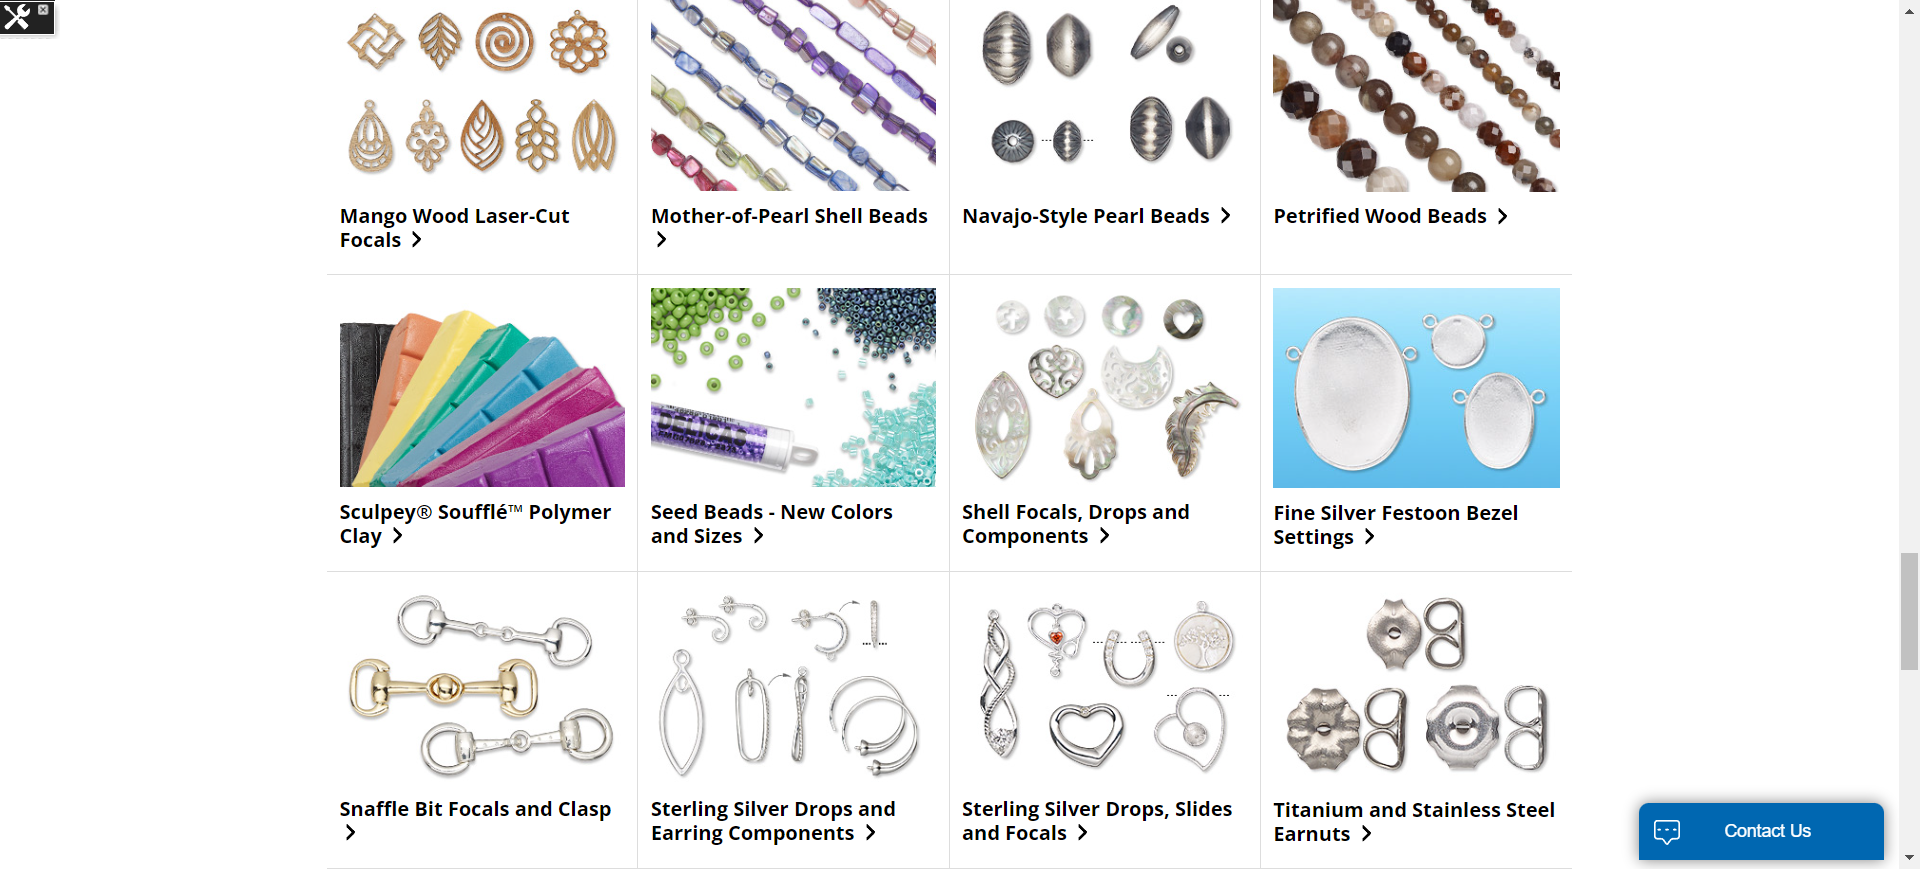 Mango Wood Laser-Cut
Focals
Mother-of-Pearl Shell Beads
Navajo-Style Pearl Beads
Petrified Wood Beads
DELICAS
Sculpey® Soufflé™ Polymer
Clay
Seed Beads - New Colors
and Sizes
Shell Focals, Drops and
Components
Fine Silver Festoon Bezel
Settings
Snaffle Bit Focals and Clasp
Sterling Silver Drops and
Earring Components
Sterling Silver Drops, Slides
and Focals
Titanium and Stainless Steel
Earnuts
Contact Us